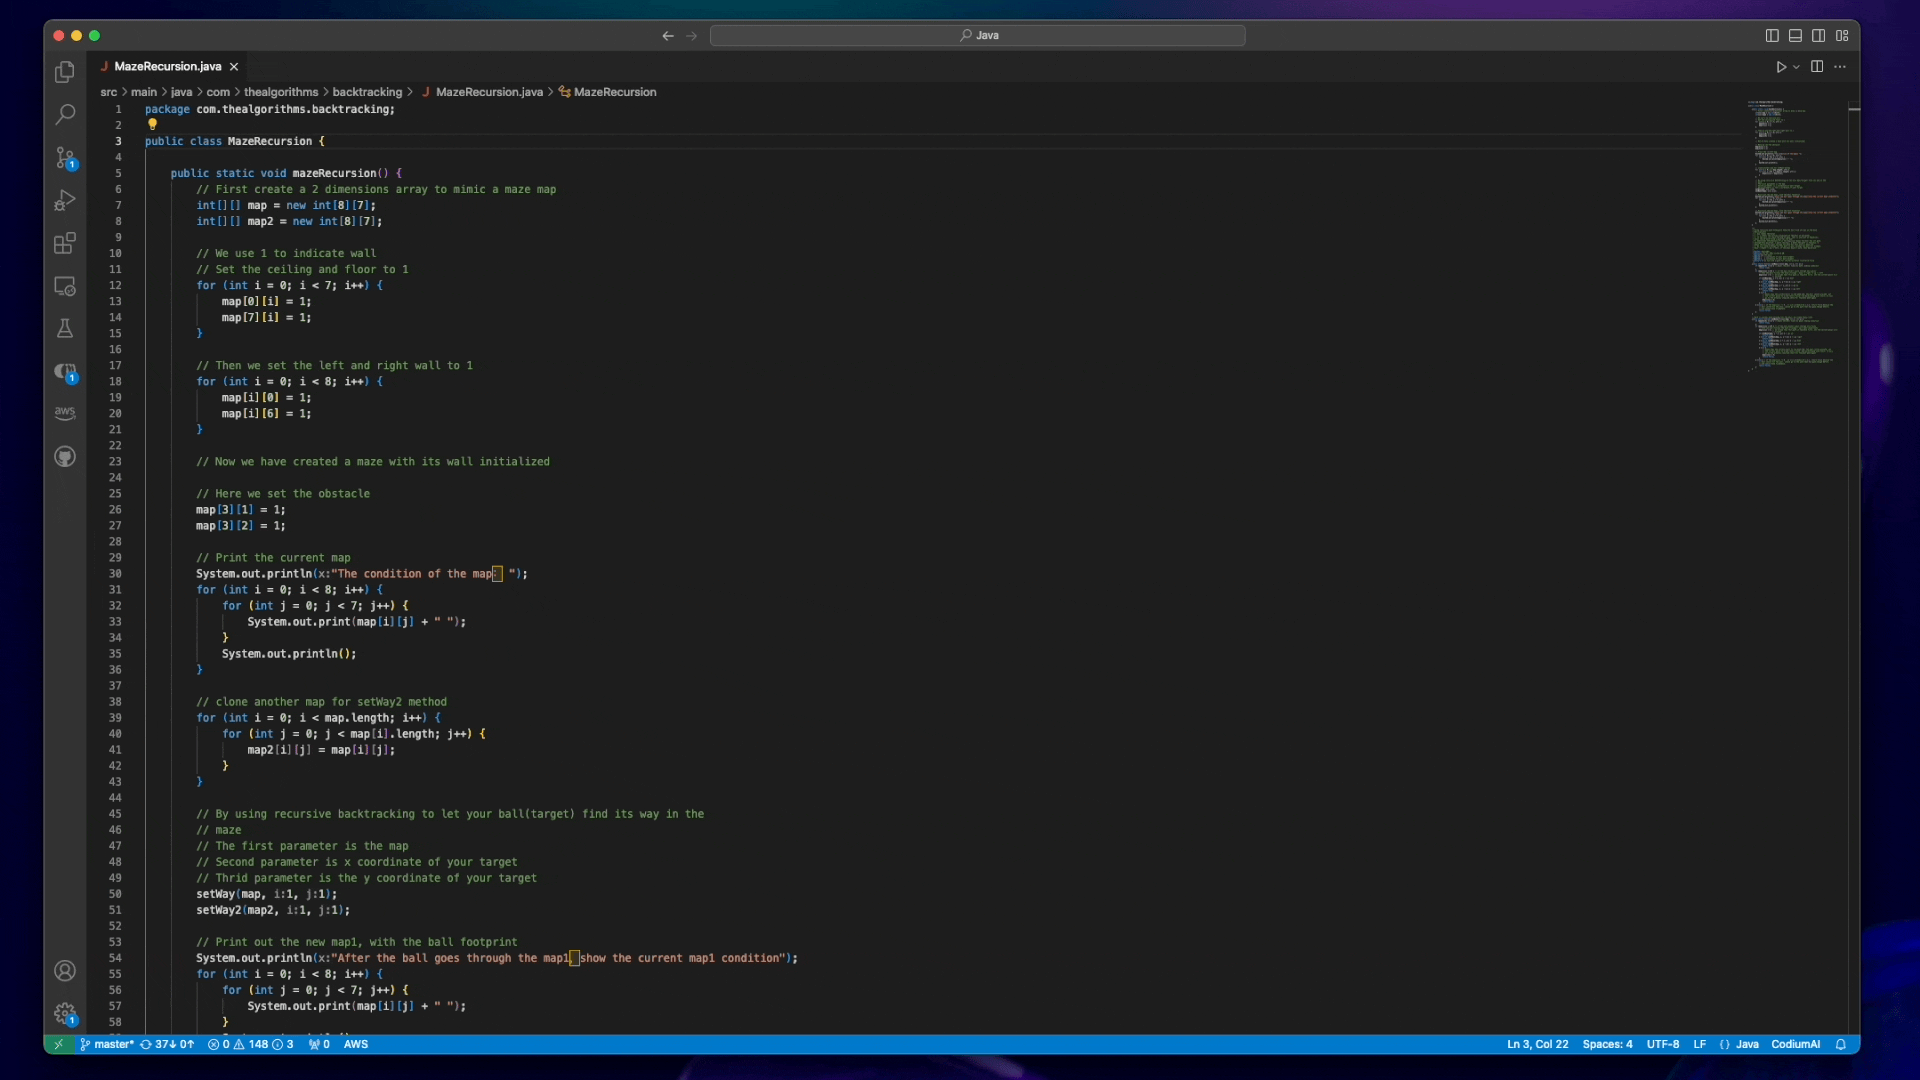 Java
MazeRecursion.java
src > main > java > com > thealgorithms > backtracking > MazeRecursion.java > MazeRecursion
1 package com.thealgorithms.backtracking;
2
3 public class MazeRecursion {
4
5 public static void mazeRecursion() {
6 // First create a 2 dimensions array to mimic a maze map
7 int[][] map = new int[8][7];
8 int[][] map2 = new int[8][7];
9
10 // We use 1 to indicate wall
11 // Set the ceiling and floor to 1
12 for (int i = 0; i < 7; i++) {
13 map[0][i] = 1;
14 map[7][i] = 1;
15 }
16
17 // Then we set the left and right wall to 1
18 for (int i = 0; i < 8; i++) {
19 map[i][0] = 1;
20 map[i][6] = 1;
21 }
22
23 // Now we have created a maze with its wall initialized
24
25 // Here we set the obstacle
26 map[3][1] = 1;
27 map[3][2] = 1;
28
29 // Print the current map
30 System.out.println(x:"The condition of the map： ");
31 for (int i = 0; i < 8; i++) {
32 for (int j = 0; j < 7; j++) {
33 System.out.print(map[i][j] + " ");
34 }
35 System.out.println();
36 }
37
38 // clone another map for setWay2 method
39 for (int i = 0; i < map.length; i++) {
40 for (int j = 0; j < map[i].length; j++) {
41 map2[i][j] = map[i][j];
42 }
43 }
44
45 // By using recursive backtracking to let your ball(target) find its way in the
46 // maze
47 // The first parameter is the map
48 // Second parameter is x coordinate of your target
49 // Thrid parameter is the y coordinate of your target
50 setWay(map, i:1, j:1);
51 setWay2(map2, i:1, j:1);
52
53 // Print out the new map1, with the ball footprint
54 System.out.println(x:"After the ball goes through the map1，show the current map1 condition");
55 for (int i = 0; i < 8; i++) {
56 for (int j = 0; j < 7; j++) {
57 System.out.print(map[i][j] + " ");
58 }
1
1
aws
1
master* 37↓ 0↑ 0 148 3 0 AWS
Ln 3, Col 22 Spaces: 4 UTF-8 LF {} Java CodiumAI